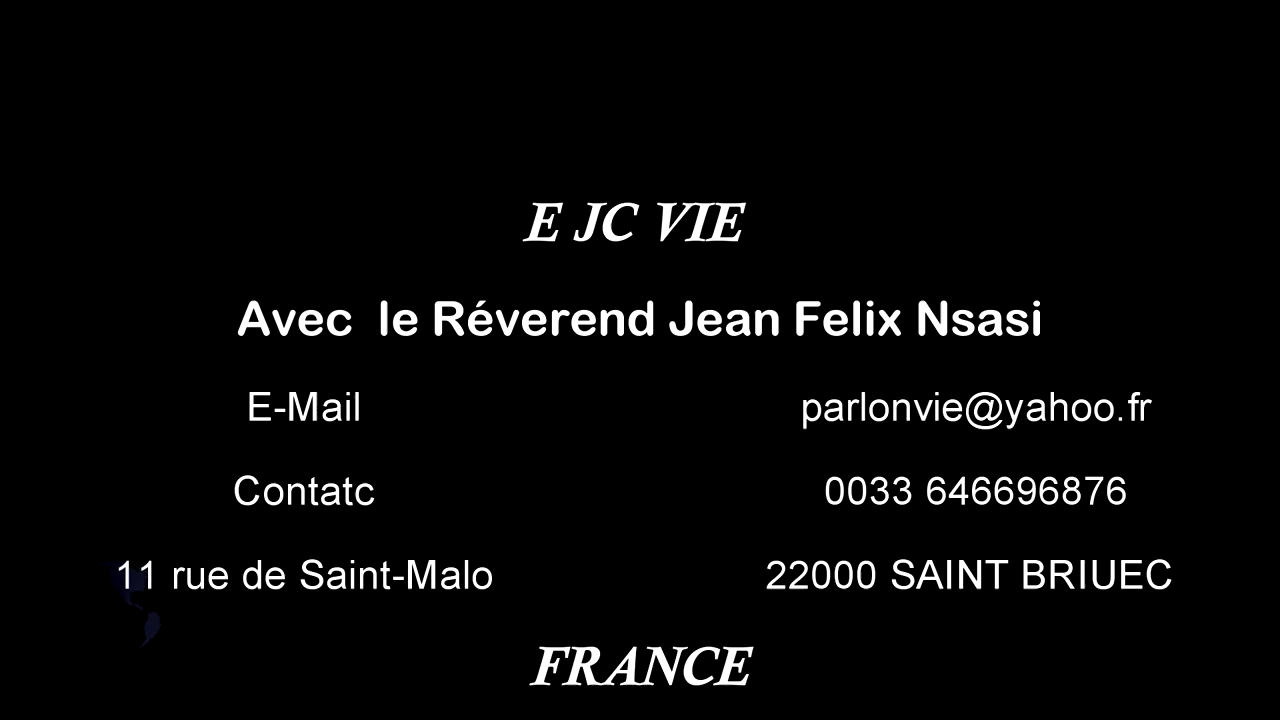 E JC VIE
Avec le Réverend Jean Felix Nsasi
E-Mail parlonvie@yahoo.fr
Contatc 0033 646696876
11 rue de Saint-Malo 22000 SAINT BRIUEC
FRANCE